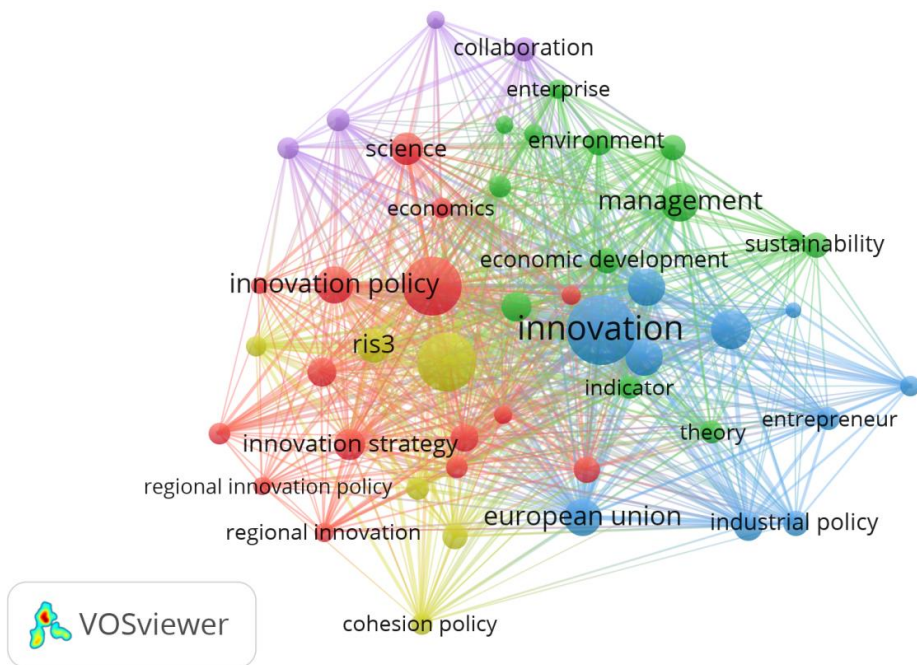 collaboration
enterprise
science
environment
economics
management
sustainability
economic development
innovation policy
innovation
ris3
indicator
entrepreneur
innovation strategy
theory
regional innovation policy
european union
industrial policy
regional innovation
cohesion policy
VOSviewer